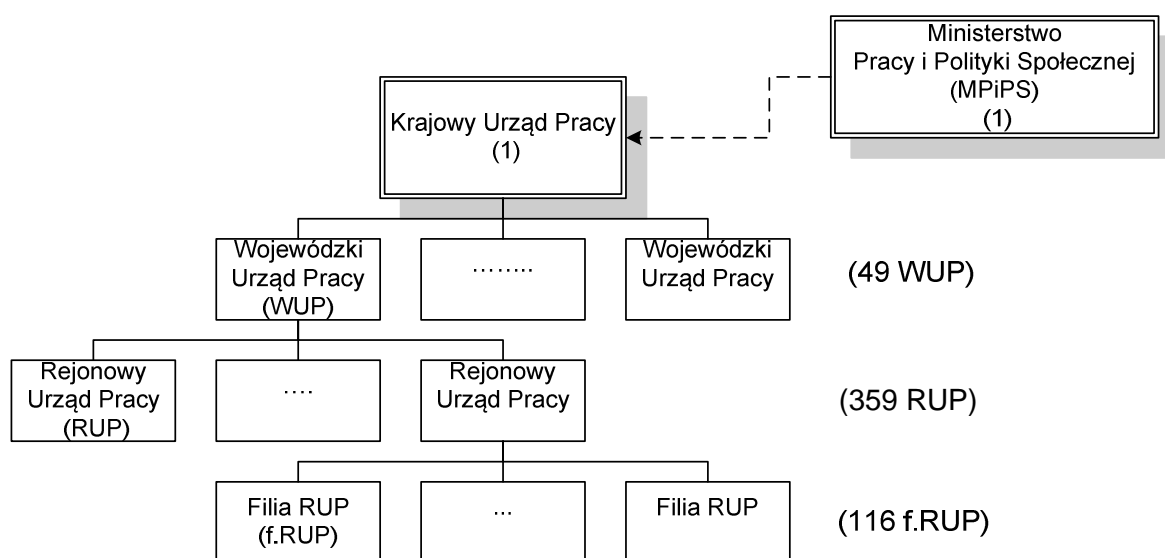 Ministerstwo
Pracy i Polityki Społecznej
(MPiPS)
(1)
Krajowy Urząd Pracy
(1)
Wojewódzki
Urząd Pracy
(WUP)
……..
Wojewódzki
Urząd Pracy
(49 WUP)
Rejonowy
Urząd Pracy
(RUP)
....
Rejonowy
Urząd Pracy
(359 RUP)
Filia RUP
(f.RUP)
...
Filia RUP
(116 f.RUP)